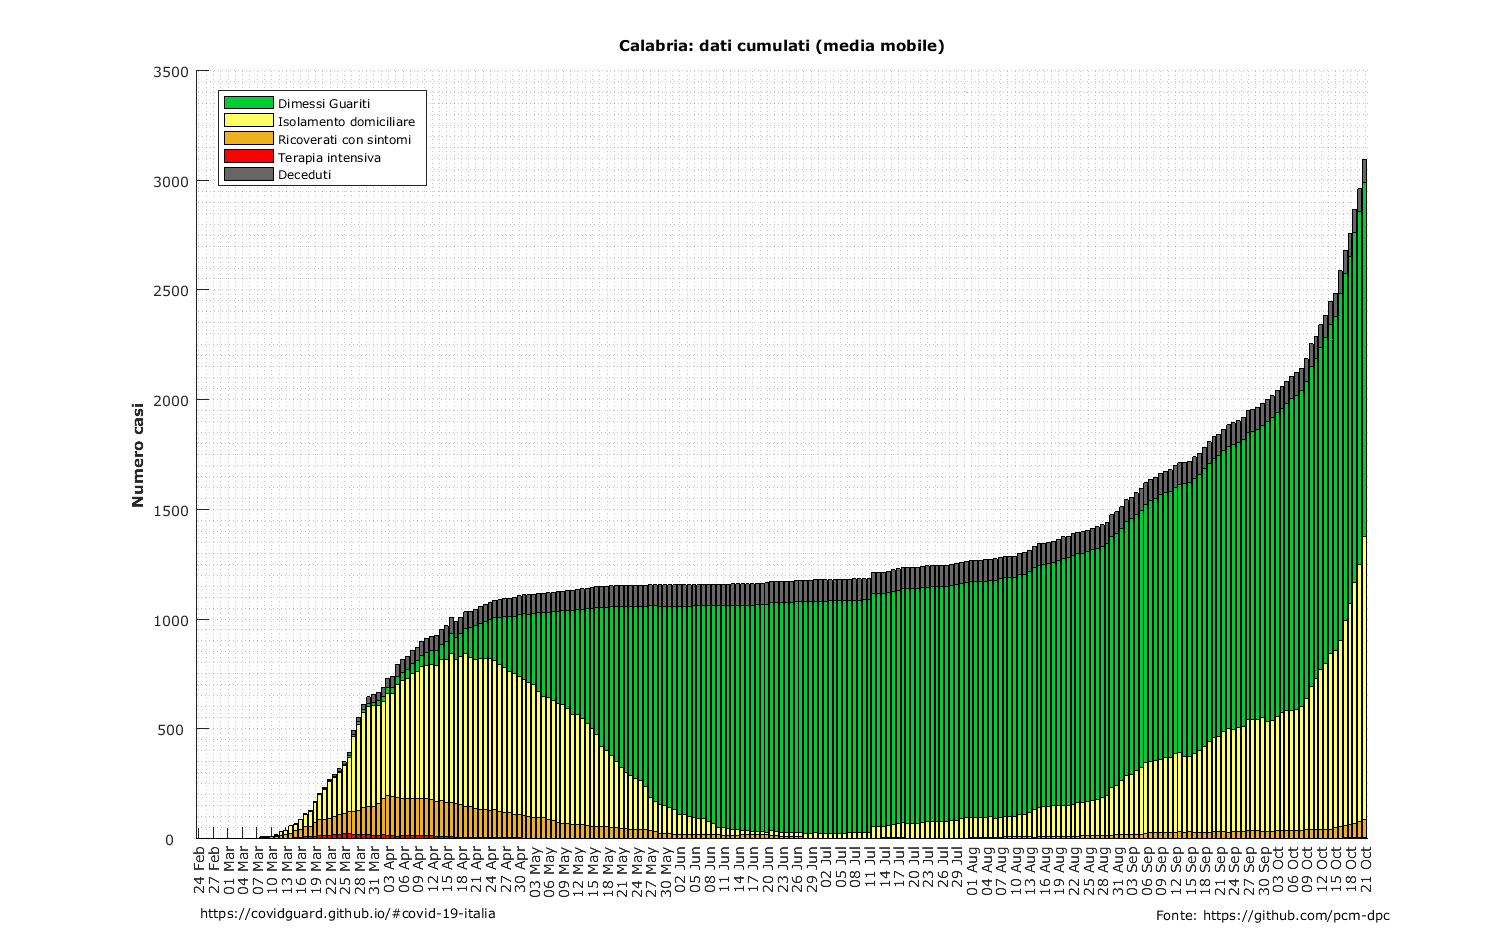 Calabria: dati cumulati (media mobile)
3500
3000
2500
2000
1500
1000
500
0
Numero casi
Dimessi Guariti
Isolamento domiciliare
Ricoverati con sintomi
Terapia intensiva
Deceduti
24 Feb
27 Feb
01 Mar
04 Mar
07 Mar
10 Mar
13 Mar
16 Mar
19 Mar
22 Mar
25 Mar
28 Mar
31 Mar
03 Apr
06 Apr
09 Apr
12 Apr
15 Apr
18 Apr
21 Apr
24 Apr
27 Apr
30 Apr
03 May
06 May
09 May
12 May
15 May
18 May
21 May
24 May
27 May
30 May
02 Jun
05 Jun
08 Jun
11 Jun
14 Jun
17 Jun
20 Jun
23 Jun
26 Jun
29 Jun
02 Jul
05 Jul
08 Jul
11 Jul
14 Jul
17 Jul
20 Jul
23 Jul
26 Jul
29 Jul
01 Aug
04 Aug
07 Aug
10 Aug
13 Aug
16 Aug
19 Aug
22 Aug
25 Aug
28 Aug
31 Aug
03 Sep
06 Sep
09 Sep
12 Sep
15 Sep
18 Sep
21 Sep
24 Sep
27 Sep
30 Sep
03 Oct
06 Oct
09 Oct
12 Oct
15 Oct
18 Oct
21 Oct
https://covidguard.github.io/#covid-19-italia
Fonte: https://github.com/pcm-dpc